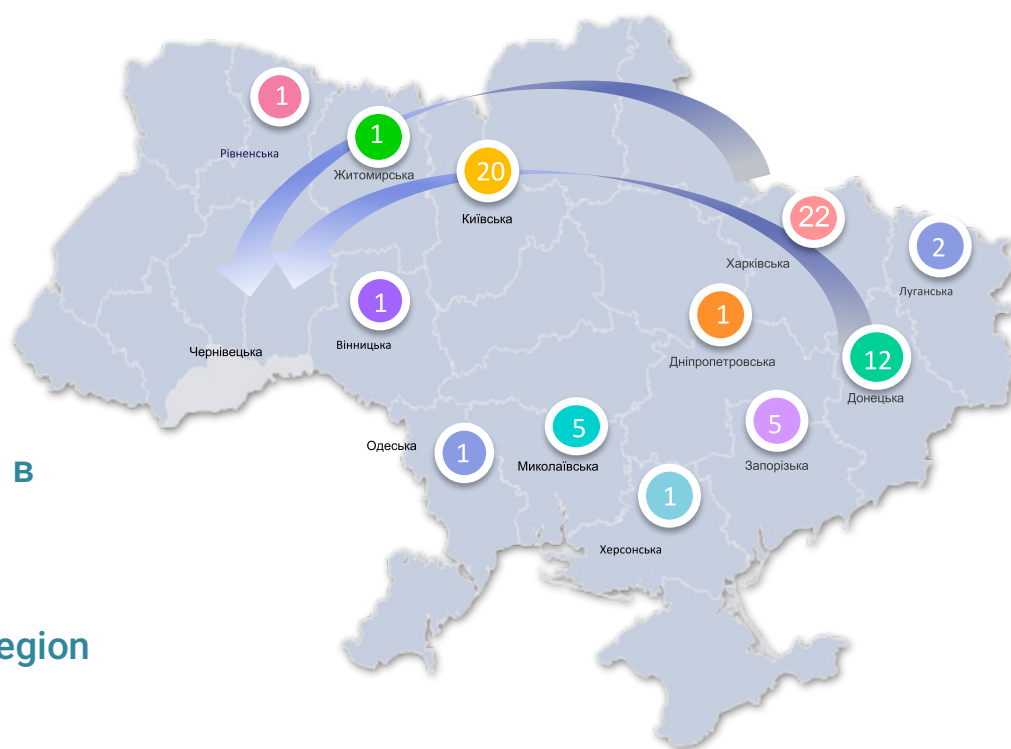 1
Рівненська
1
Житомирська
20
Київська
22
Харківська
2
Луганська
1
Вінницька
Чернівецька
1
Дніпропетровська
12
Донецька
Одеська
1
5
Миколаївська
5
Запорізька
В
1
Херсонська
egion